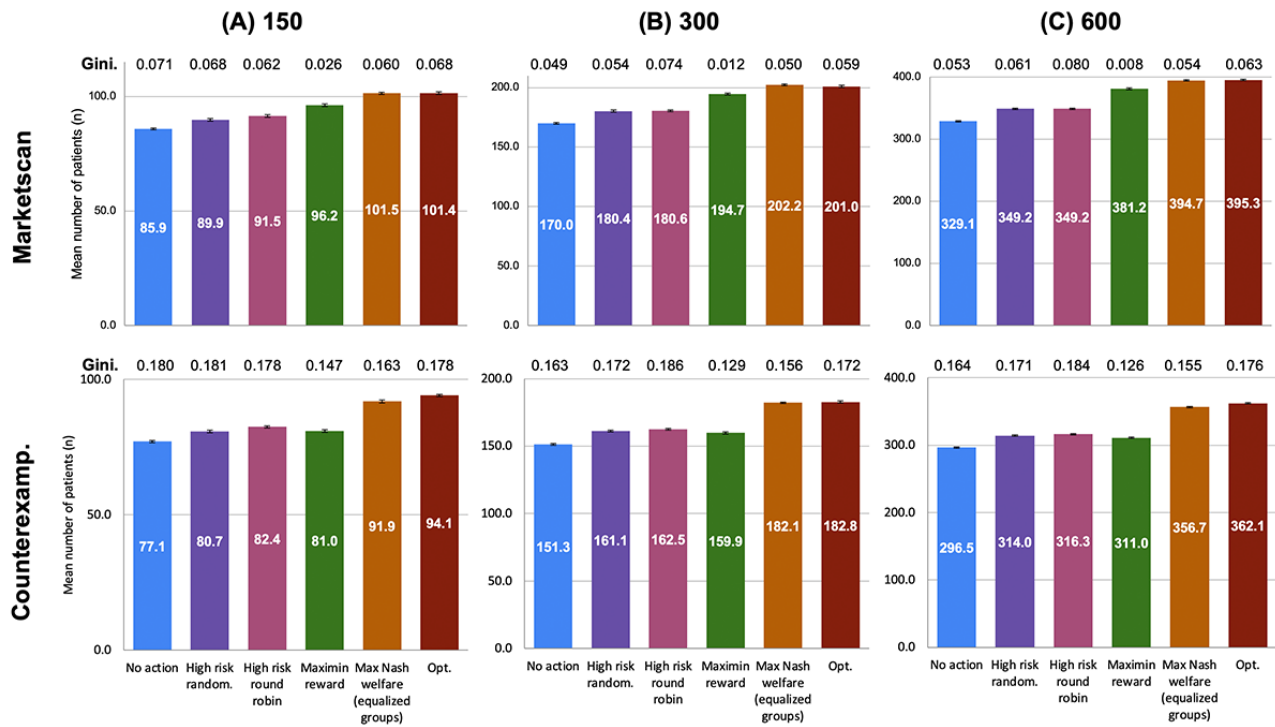 (A) 150
(B) 300
(C) 600
Marketscan
Mean number of patients (n)
Gini. 0.071 0.068 0.062 0.026 0.060 0.068
100.0
50.0
0.0
85.9 89.9 91.5 96.2 101.5 101.4
0.049 0.054 0.074 0.012 0.050 0.059
200.0
150.0
100.0
50.0
0.0
170.0 180.4 180.6 194.7 202.2 201.0
0.053 0.061 0.080 0.008 0.054 0.063
400.0
300.0
200.0
100.0
0.0
329.1 349.2 349.2 381.2 394.7 395.3
Counterexamp.
Mean number of patients (n)
Gini. 0.180 0.181 0.178 0.147 0.163 0.178
100.0
50.0
0.0
77.1 80.7 82.4 81.0 91.9 94.1
No action
High risk
random.
High risk
round
robin
Maximin
reward
Max Nash
welfare
(equalized
groups)
Opt.
0.163 0.172 0.186 0.129 0.156 0.172
200.0
150.0
100.0
50.0
0.0
151.3 161.1 162.5 159.9 182.1 182.8
No action
High risk
random.
High risk
round
robin
Maximin
reward
Max Nash
welfare
(equalized
groups)
Opt.
0.164 0.171 0.184 0.126 0.155 0.176
400.0
300.0
200.0
100.0
0.0
296.5 314.0 316.3 311.0 356.7 362.1
No action
High risk
random.
High risk
round
robin
Maximin
reward
Max Nash
welfare
(equalized
groups)
Opt.